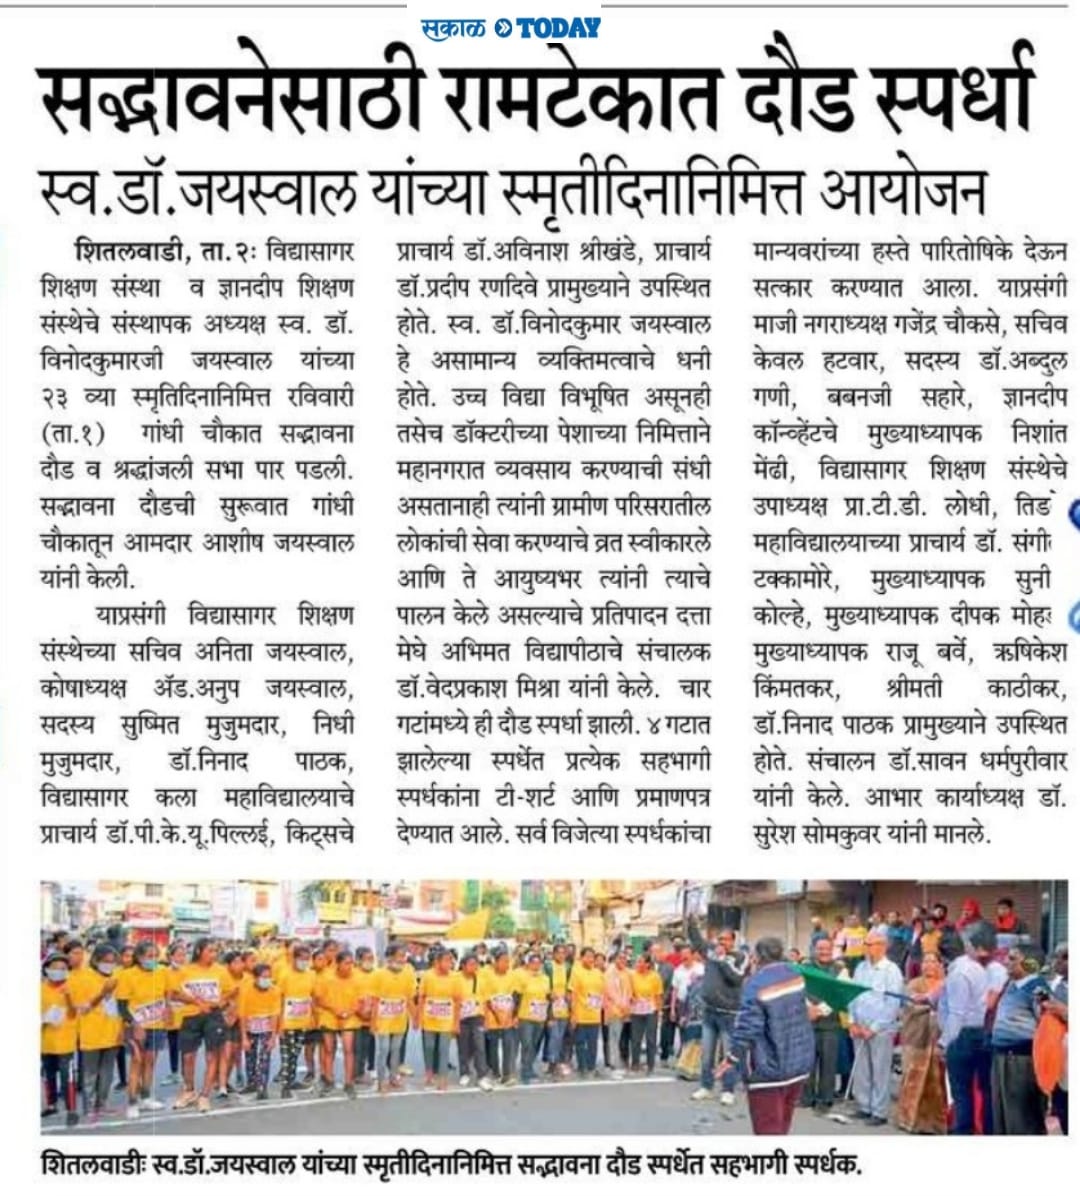 सकाळ » TODAY
सद्भावनेसाठी रामटेकात दौड स्पर्धा
स्व.डॉ.जयस्वाल यांच्या स्मृतीदिनानिमित्त आयोजन
शितलवाडी, ता.२: विद्यासागर
शिक्षण संस्था व ज्ञानदीप शिक्षण
संस्थेचे संस्थापक अध्यक्ष स्व. डॉ.
विनोदकुमारजी जयस्वाल यांच्या
२३ व्या स्मृतिदिनानिमित्त रविवारी
(ता.१) गांधी चौकात सद्भावना
दौड व श्रद्धांजली सभा पार पडली.
सद्भावना दौडची सुरूवात गांधी
चौकातून आमदार आशीष जयस्वाल
यांनी केली.
याप्रसंगी विद्यासागर शिक्षण
संस्थेच्या सचिव अनिता जयस्वाल,
कोषाध्यक्ष ॲड.अनुप जयस्वाल,
सदस्य सुष्मित मुजुमदार, निधी
मुजुमदार, डॉ.निनाद पाठक,
विद्यासागर कला महाविद्यालयाचे
प्राचार्य डॉ.पी.के.यू.पिल्लई, किट्सचे
प्राचार्य डॉ.अविनाश श्रीखंडे, प्राचार्य
डॉ.प्रदीप रणदिवे प्रामुख्याने उपस्थित
होते. स्व. डॉ.विनोदकुमार जयस्वाल
हे असामान्य व्यक्तिमत्वाचे धनी
होते. उच्च विद्या विभूषित असूनही
तसेच डॉक्टरीच्या पेशाच्या निमित्ताने
महानगरात व्यवसाय करण्याची संधी
असतानाही त्यांनी ग्रामीण परिसरातील
लोकांची सेवा करण्याचे व्रत स्वीकारले
आणि ते आयुष्यभर त्यांनी त्याचे
पालन केले असल्याचे प्रतिपादन दत्ता
मेघे अभिमत विद्यापीठाचे संचालक
डॉ.वेदप्रकाश मिश्रा यांनी केले. चार
गटांमध्ये ही दौड स्पर्धा झाली. ४ गटात
झालेल्या स्पर्धेत प्रत्येक सहभागी
स्पर्धकांना टी-शर्ट आणि प्रमाणपत्र
देण्यात आले. सर्व विजेत्या स्पर्धकांचा
मान्यवरांच्या हस्ते पारितोषिके देऊन
सत्कार करण्यात आला. याप्रसंगी
माजी नगराध्यक्ष गजेंद्र चौकसे, सचिव
केवल हटवार, सदस्य डॉ.अब्दुल
गणी, बबनजी सहारे, ज्ञानदीप
कॉन्व्हेंटचे मुख्याध्यापक निशांत
मेंढी, विद्यासागर शिक्षण संस्थेचे
उपाध्यक्ष प्रा.टी.डी. लोधी,
महाविद्यालयाच्या प्राचार्य डॉ.
टक्कामोरे, मुख्याध्यापक
कोल्हे, मुख्याध्यापक दीपक
मुख्याध्यापक राजू बर्वे, ऋषिकेश
किंमतकर, श्रीमती काठीकर,
डॉ.निनाद पाठक प्रामुख्याने उपस्थित
होते. संचालन डॉ.सावन धर्मपुरीवार
यांनी केले. आभार कार्याध्यक्ष डॉ.
सुरेश सोमकुवर यांनी मानले.
शितलवाडीः स्व.डॉ.जयस्वाल यांच्या स्मृतीदिनानिमित्त सद्भावना दौड स्पर्धेत सहभागी स्पर्धक.